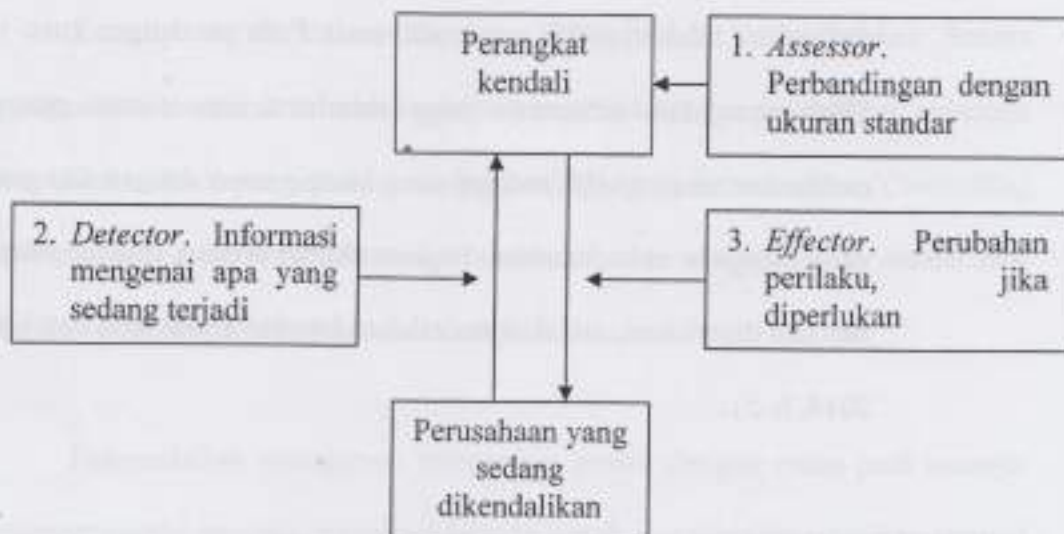 Perangkat
kendali
1. Assessor.
Perbandingan dengan
ukuran standar
2. Detector. Informasi
mengenai apa yang
sedang terjadi
3. Effector. Perubahan
perilaku, jika
diperlukan
Perusahaan yang
sedang
dikendalikan